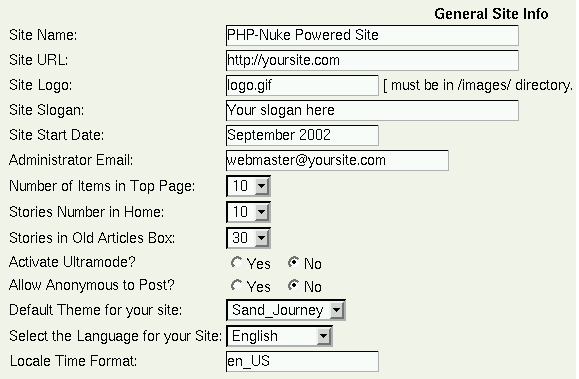 General Site Info
Site Name: PHP-Nuke Powered Site
Site URL: http://yoursite.com
Site Logo: logo.gif [ must be in /images/ directory.
Site Slogan: Your slogan here
Site Start Date: September 2002
Administrator Email: webmaster@yoursite.com
Number of Items in Top Page: 10
Stories Number in Home: 10
Stories in Old Articles Box: 30
Activate Ultramode? Yes No
Allow Anonymous to Post? Yes No
Default Theme for your site: Sand_Journey
Select the Language for your Site: English
Locale Time Format: en_US